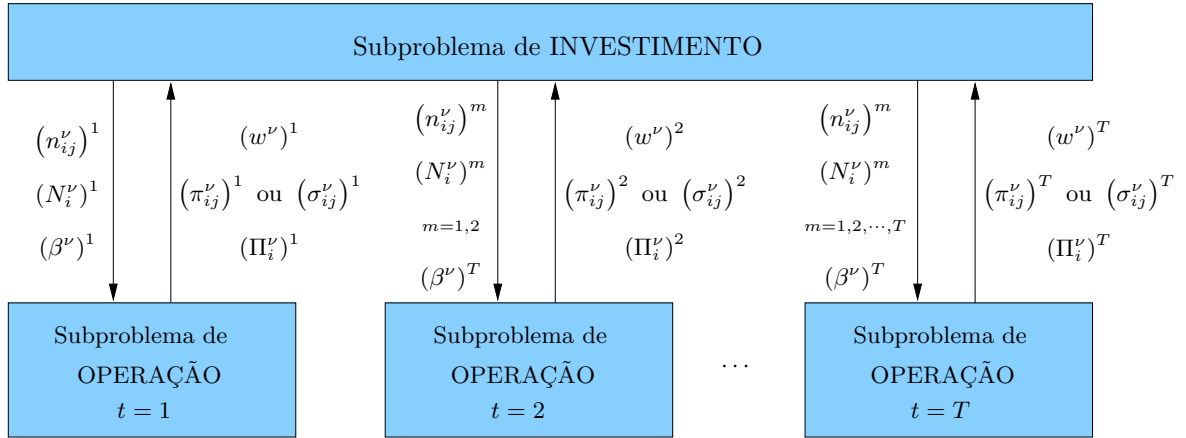 Subproblema de INVESTIMENTO
(n_{ij}^ν)^1
(N_i^ν)^1
(β^ν)^1
(w^ν)^1
(π_{ij}^ν)^1 ou (σ_{ij}^ν)^1
(Π_i^ν)^1
(n_{ij}^ν)^m
(N_i^ν)^m
m=1,2
(β^ν)^T
(w^ν)^2
(π_{ij}^ν)^2 ou (σ_{ij}^ν)^2
(Π_i^ν)^2
(n_{ij}^ν)^m
(N_i^ν)^m
m=1,2,⋯,T
(β^ν)^T
(w^ν)^T
(π_{ij}^ν)^T ou (σ_{ij}^ν)^T
(Π_i^ν)^T
Subproblema de
OPERAÇÃO
t = 1
Subproblema de
OPERAÇÃO
t = 2
⋯
Subproblema de
OPERAÇÃO
t = T